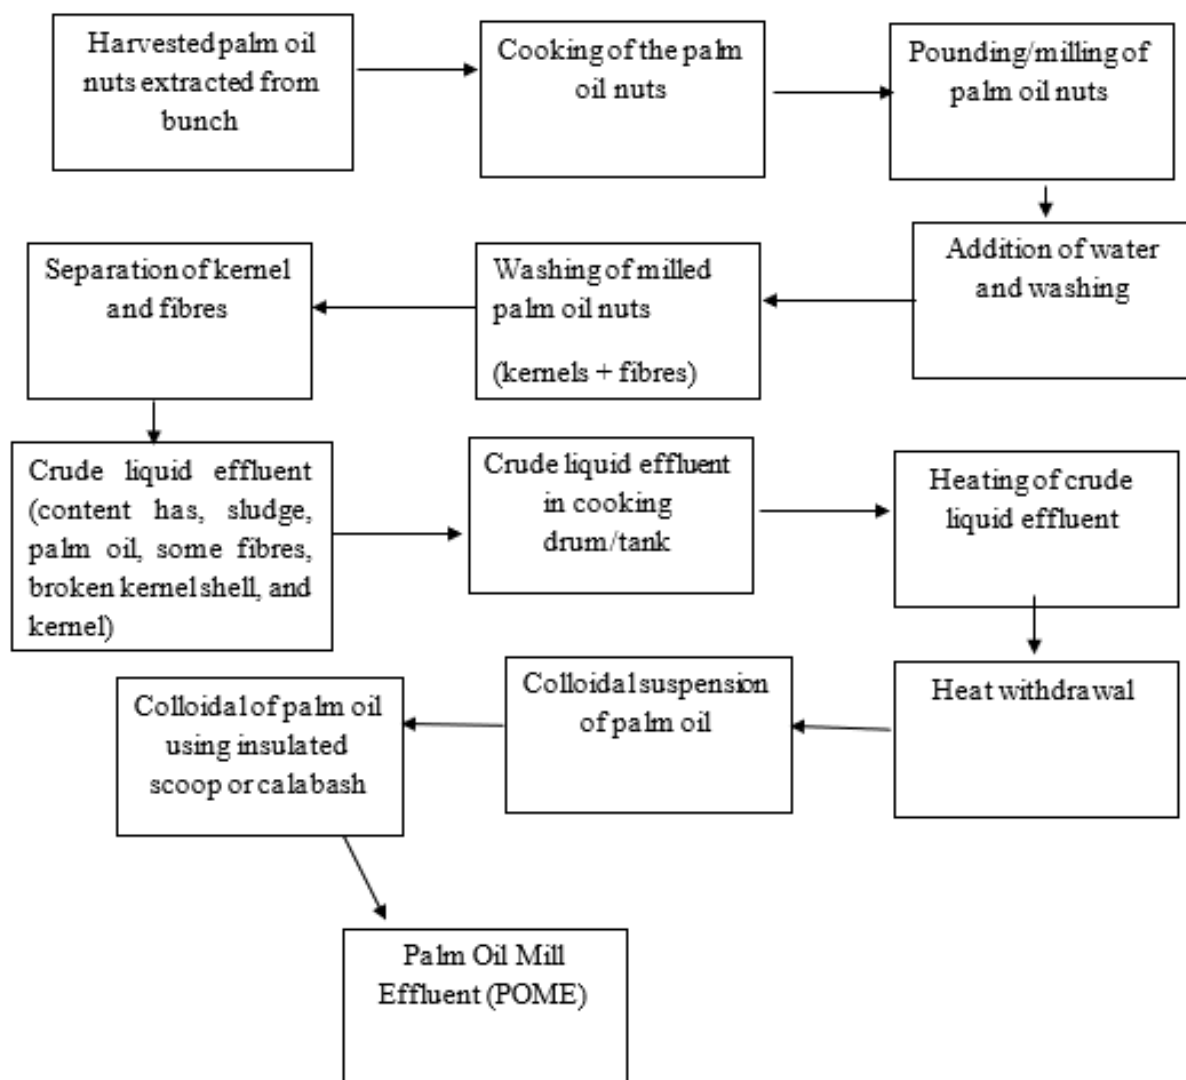 Harvested palm oil
nuts extracted from
bunch
Cooking of the palm
oil nuts
Pounding/milling of
palm oil nuts
Addition of water
and washing
Washing of milled
palm oil nuts
(kernels + fibres)
Separation of kernel
and fibres
Crude liquid effluent
(content has, sludge,
palm oil, some fibres,
broken kernel shell, and
kernel)
Crude liquid effluent
in cooking
drum/tank
Heating of crude
liquid effluent
Heat withdrawal
Colloidal suspension
of palm oil
Colloidal of palm oil
using insulated
scoop or calabash
Palm Oil Mill
Effluent (POME)